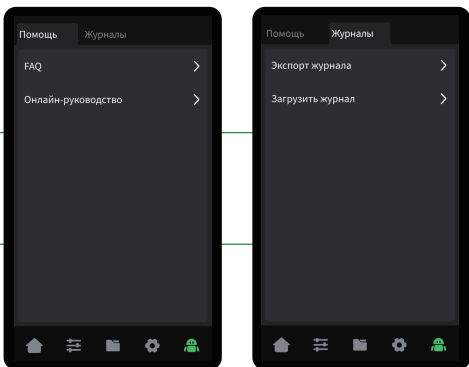 Помощь Журналы
FAQ
Онлайн-руководство
Помощь Журналы
Экспорт журнала
Загрузить журнал